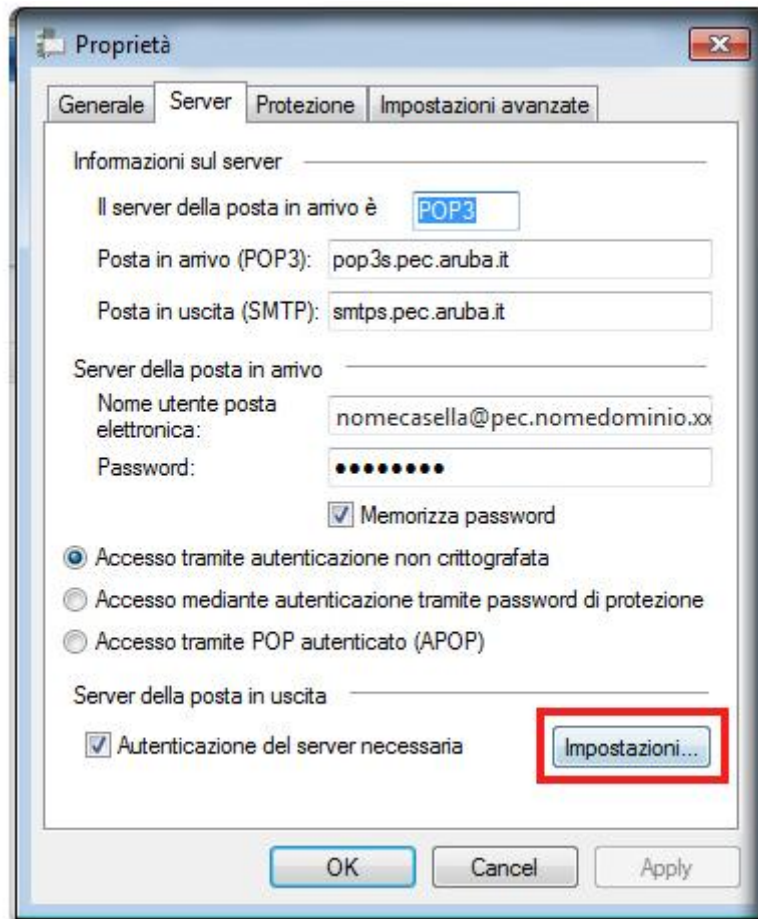 Proprietà
Generale Server Protezione Impostazioni avanzate
Informazioni sul server
Il server della posta in arrivo è POP3
Posta in arrivo (POP3): pop3s.pec.aruba.it
Posta in uscita (SMTP): smtps.pec.aruba.it
Server della posta in arrivo
Nome utente posta
elettronica: nomecasella@pec.nomedominio.xx
Password: ●●●●●●●●
Memorizza password
Accesso tramite autenticazione non crittografata
Accesso mediante autenticazione tramite password di protezione
Accesso tramite POP autenticato (APOP)
Server della posta in uscita
Autenticazione del server necessaria Impostazioni...
OK Cancel Apply